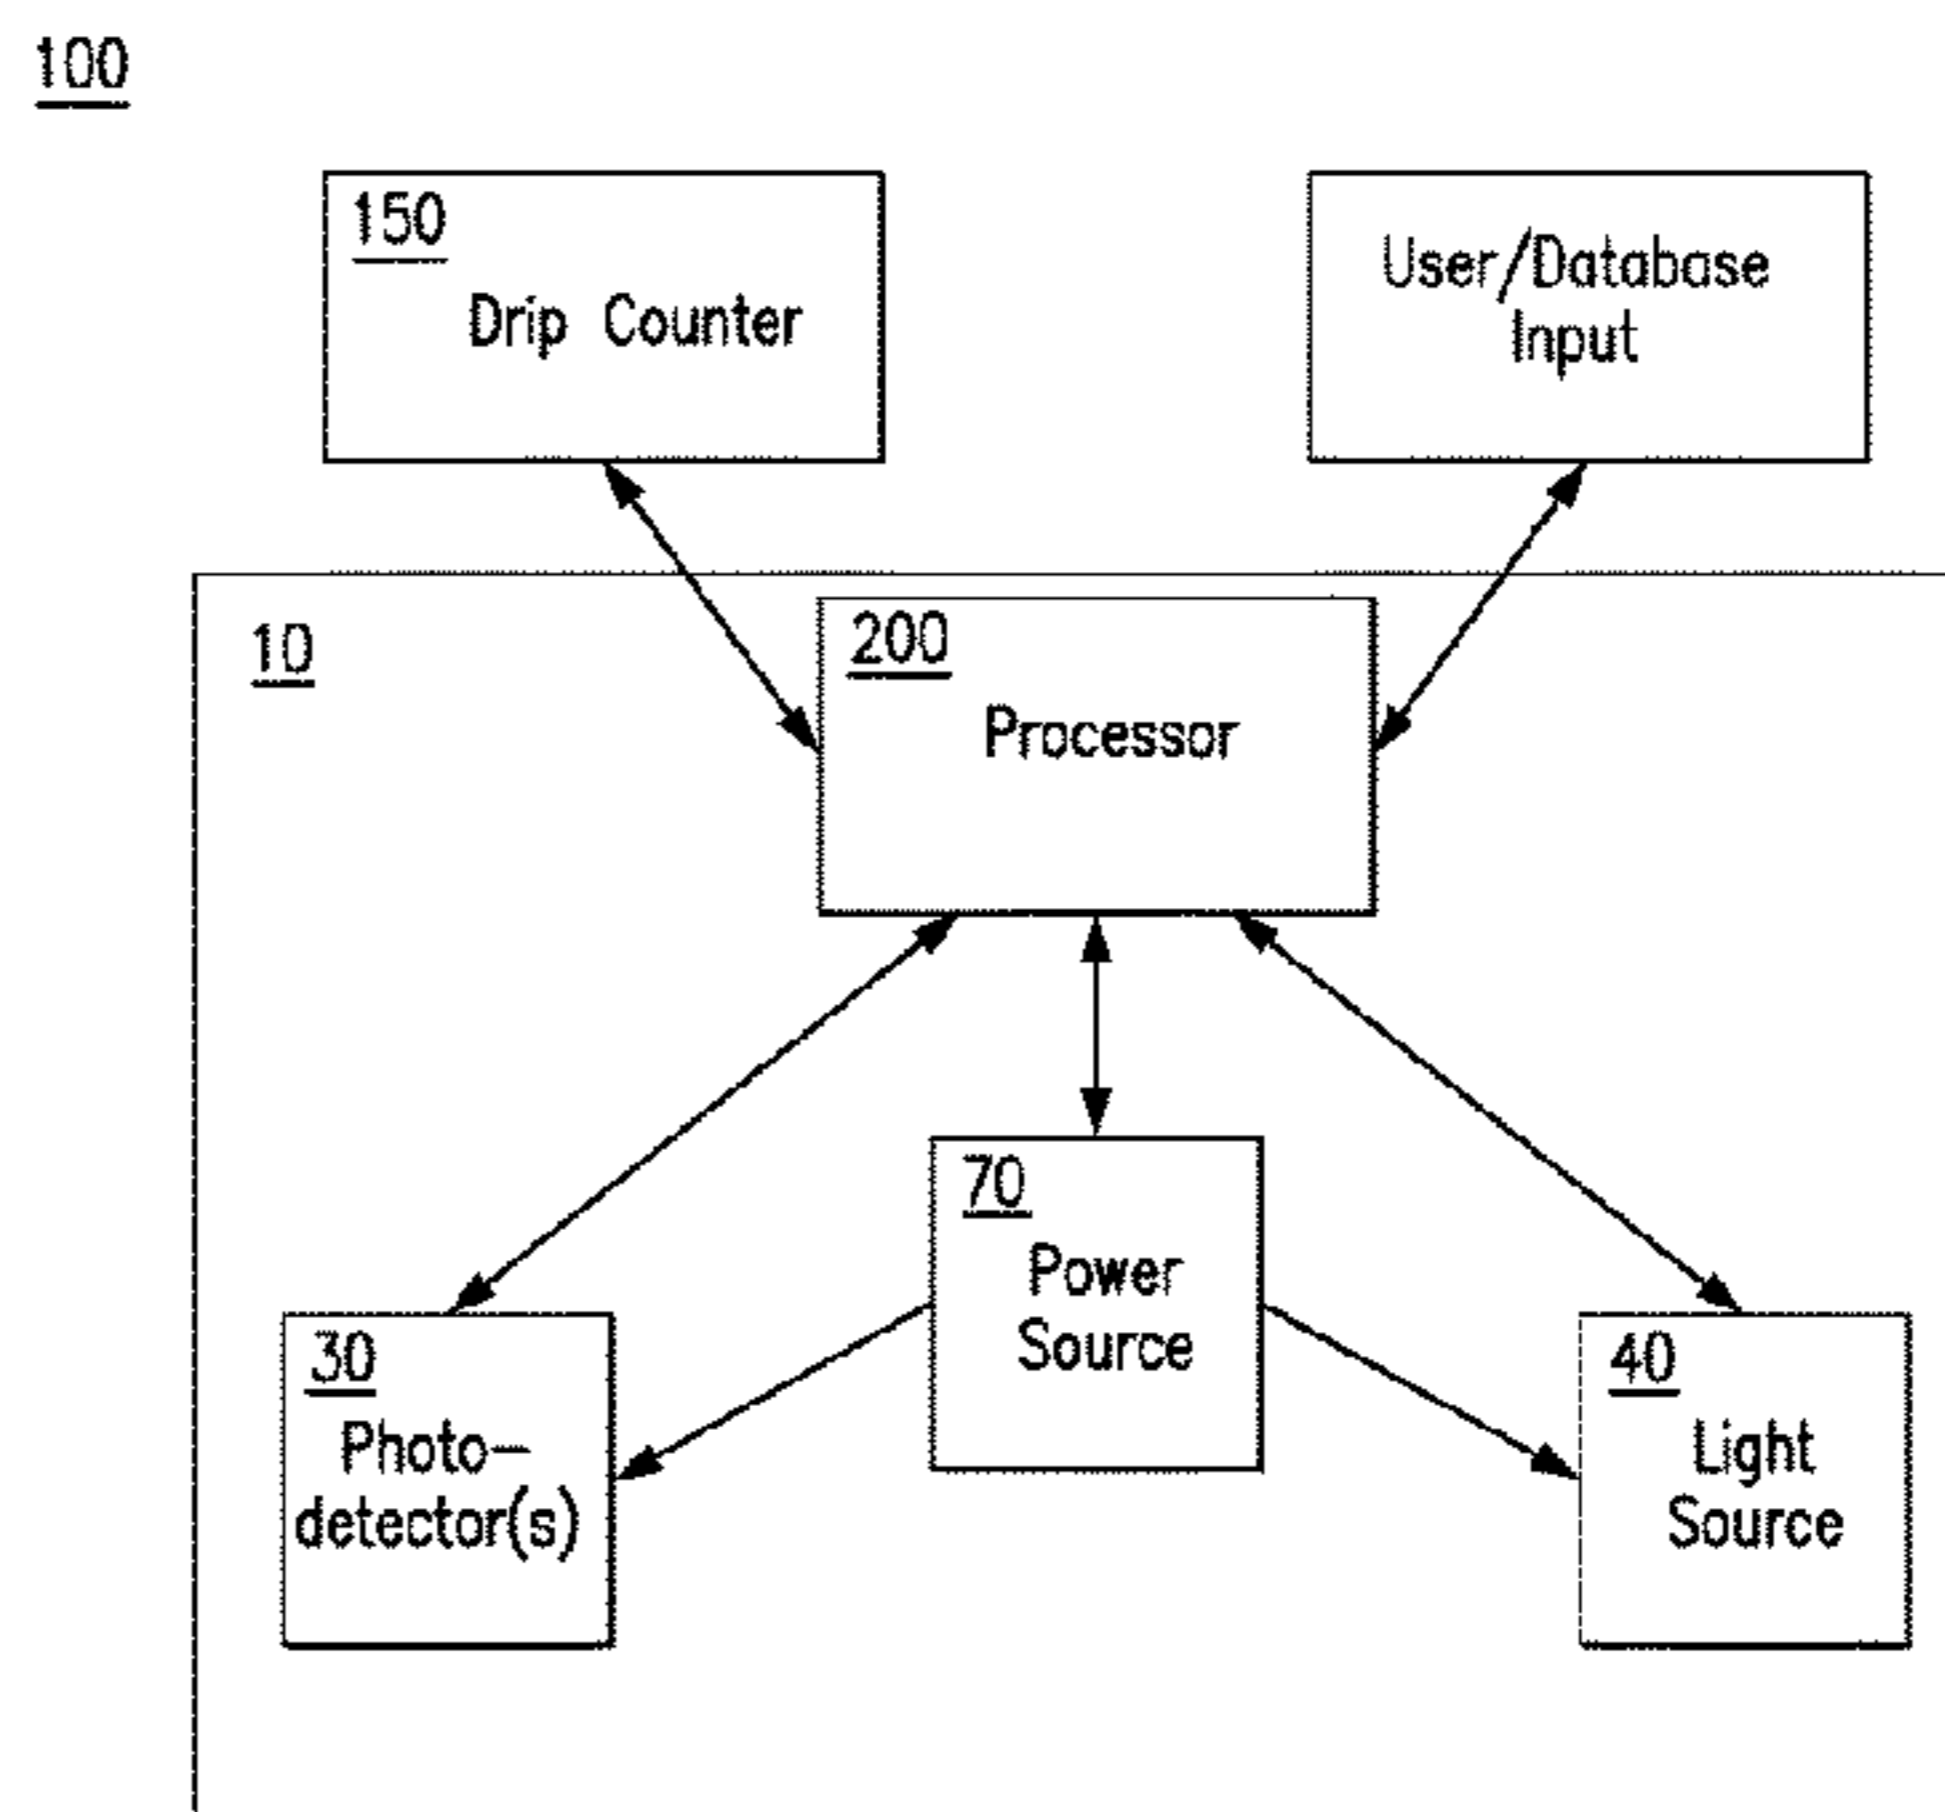 100
150
Drip Counter
User/Database
Input
10
200
Processor
70
Power
Source
30
Photo-
detector(s)
40
Light
Source